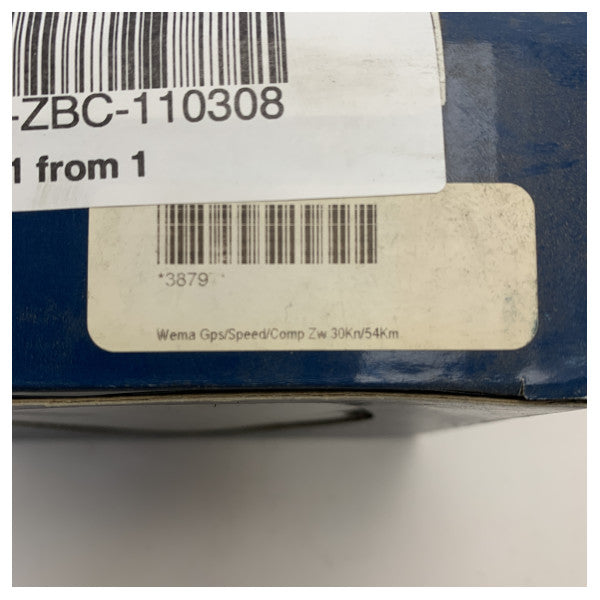 -ZBC-110308
1 from 1
*3879
Wema Gps/Speed/Comp Zw 30Kn/54Km